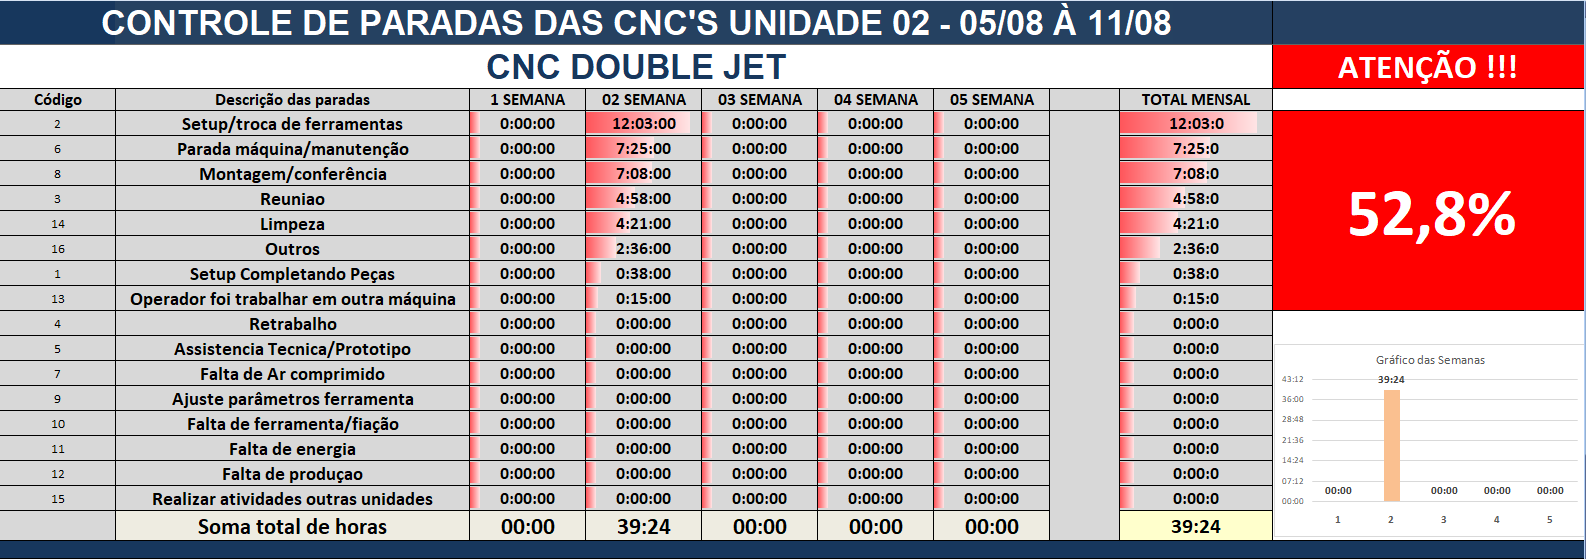 CONTROLE DE PARADAS DAS CNC'S UNIDADE 02 - 05/08 À 11/08
CNC DOUBLE JET ATENÇÃO !!!
Código Descrição das paradas 1 SEMANA 02 SEMANA 03 SEMANA 04 SEMANA 05 SEMANA TOTAL MENSAL
2 Setup/troca de ferramentas 0:00:00 12:03:00 0:00:00 0:00:00 0:00:00 12:03:0
6 Parada máquina/manutenção 0:00:00 7:25:00 0:00:00 0:00:00 0:00:00 7:25:0
8 Montagem/conferência 0:00:00 7:08:00 0:00:00 0:00:00 0:00:00 7:08:0
3 Reuniao 0:00:00 4:58:00 0:00:00 0:00:00 0:00:00 4:58:0
14 Limpeza 0:00:00 4:21:00 0:00:00 0:00:00 0:00:00 4:21:0
16 Outros 0:00:00 2:36:00 0:00:00 0:00:00 0:00:00 2:36:0
1 Setup Completando Peças 0:00:00 0:38:00 0:00:00 0:00:00 0:00:00 0:38:0
13 Operador foi trabalhar em outra máquina 0:00:00 0:15:00 0:00:00 0:00:00 0:00:00 0:15:0
4 Retrabalho 0:00:00 0:00:00 0:00:00 0:00:00 0:00:00 0:00:0
5 Assistencia Tecnica/Prototipo 0:00:00 0:00:00 0:00:00 0:00:00 0:00:00 0:00:0
7 Falta de Ar comprimido 0:00:00 0:00:00 0:00:00 0:00:00 0:00:00 0:00:0
9 Ajuste parâmetros ferramenta 0:00:00 0:00:00 0:00:00 0:00:00 0:00:00 0:00:0
10 Falta de ferramenta/fiação 0:00:00 0:00:00 0:00:00 0:00:00 0:00:00 0:00:0
11 Falta de energia 0:00:00 0:00:00 0:00:00 0:00:00 0:00:00 0:00:0
12 Falta de produçao 0:00:00 0:00:00 0:00:00 0:00:00 0:00:00 0:00:0
15 Realizar atividades outras unidades 0:00:00 0:00:00 0:00:00 0:00:00 0:00:00 0:00:0
Soma total de horas 00:00 39:24 00:00 00:00 00:00 39:24
52,8%
Gráfico das Semanas
43:12 39:24
36:00
28:48
21:36
14:24
07:12
00:00 00:00 00:00 00:00 00:00
1 2 3 4 5